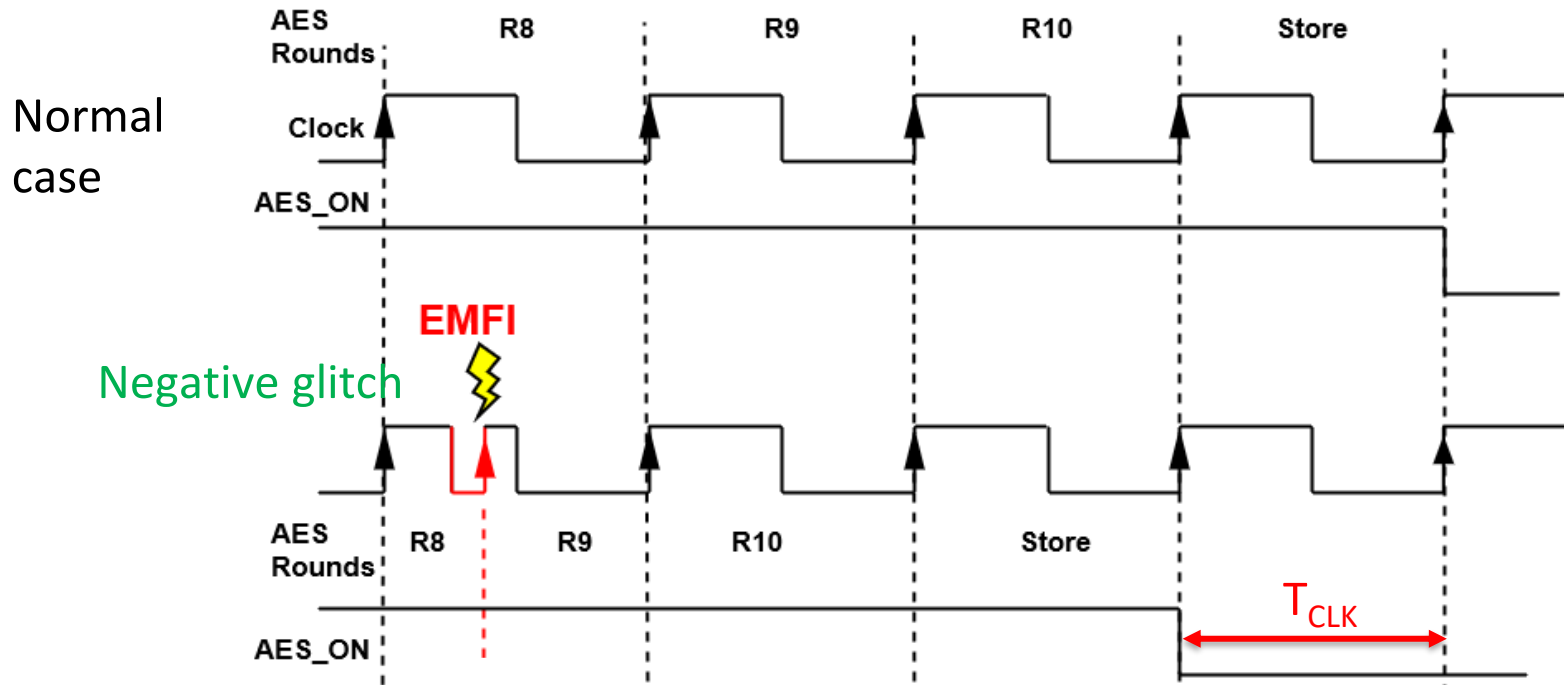 AES
Rounds
R8
R9
R10
Store
Normal
case
Clock
AES_ON
EMFI
Negative glitch
AES
Rounds
R8
R9
R10
Store
T_CLK
AES_ON